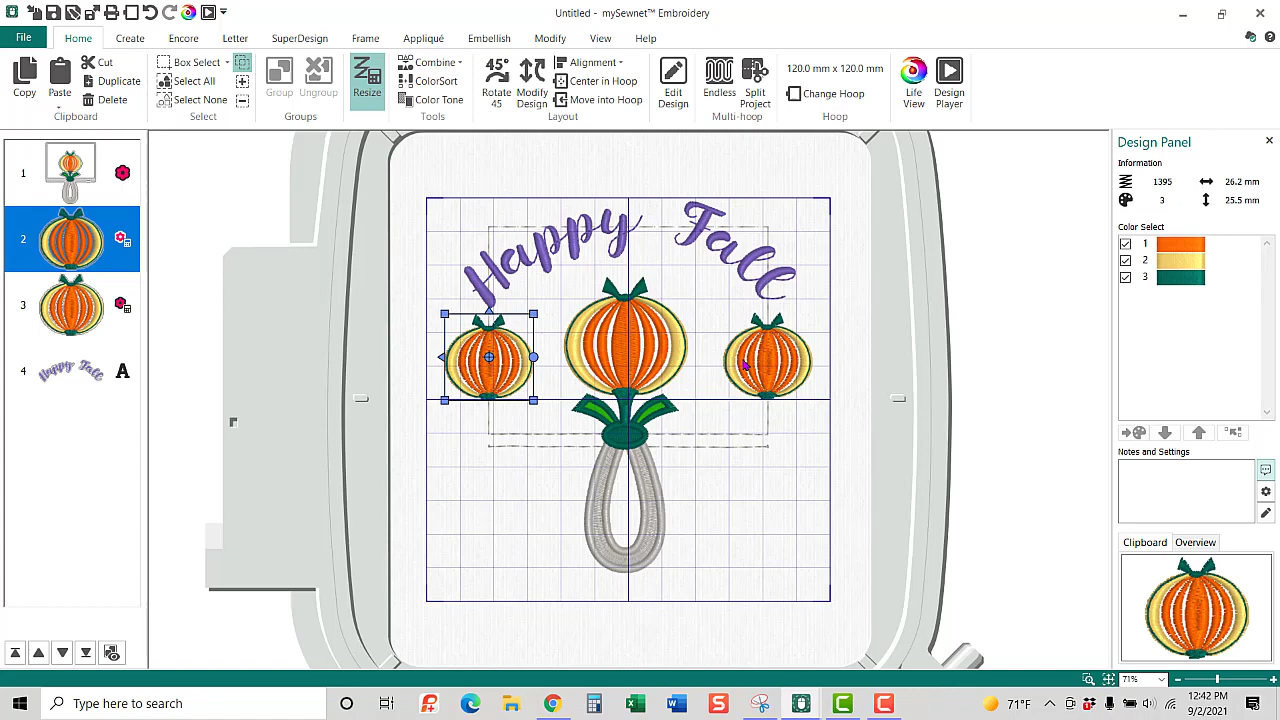 Untitled - mySewnet™ Embroidery
File Home Create Encore Letter SuperDesign Frame Appliqué Embellish Modify View Help
Copy Paste Cut Duplicate Delete Clipboard
Box Select Select All Select None Select
Group Ungroup Groups
Resize Combine ColorSort Color Tone Tools
Rotate 45 Modify Design Alignment Center in Hoop Move into Hoop Layout
Edit Design
Endless Split Project Multi-hoop
120.0 mm x 120.0 mm Change Hoop Hoop
Life View Design Player
1
2
3
4 Happy Fall A
Happy Fall
Design Panel
Information
1395 26.2 mm
3 25.5 mm
Color Select
1
2
3
Notes and Settings
Clipboard Overview
71%
Type here to search
71°F
12:42 PM
9/2/2021